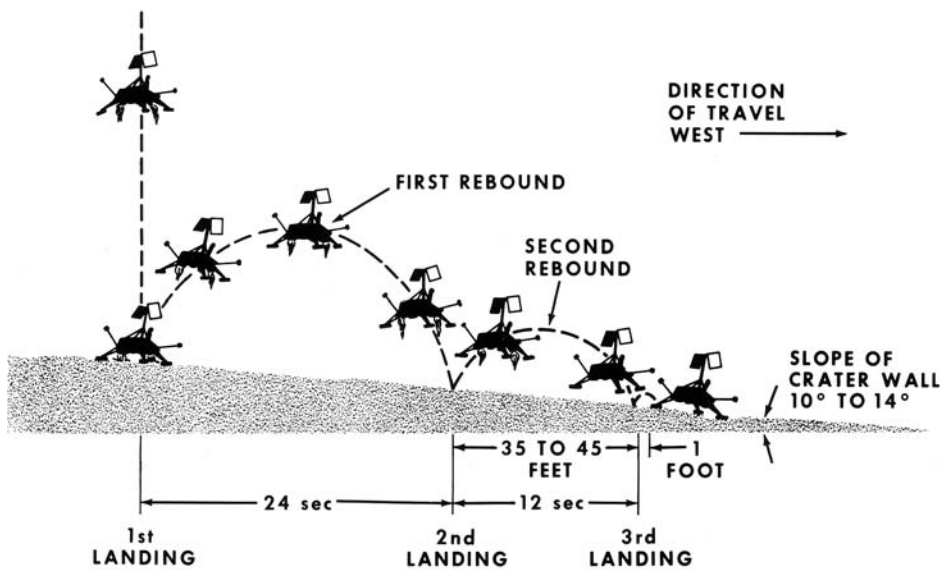 DIRECTION
OF TRAVEL
WEST
FIRST REBOUND
SECOND
REBOUND
SLOPE OF
CRATER WALL
10° TO 14°
35 TO 45
FEET
1
FOOT
24 sec
12 sec
1st
LANDING
2nd
LANDING
3rd
LANDING